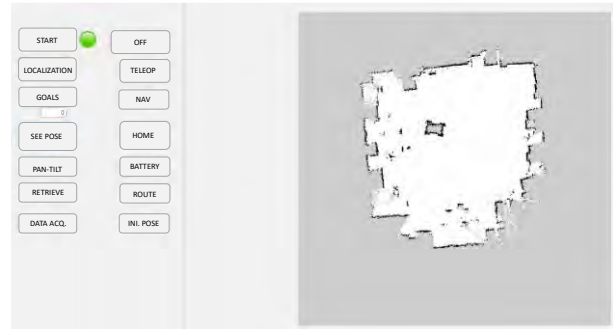 START
OFF
LOCALIZATION
TELEOP
GOALS
NAV
0
SEE POSE
HOME
PAN-TILT
BATTERY
RETRIEVE
ROUTE
DATA ACQ.
INI. POSE